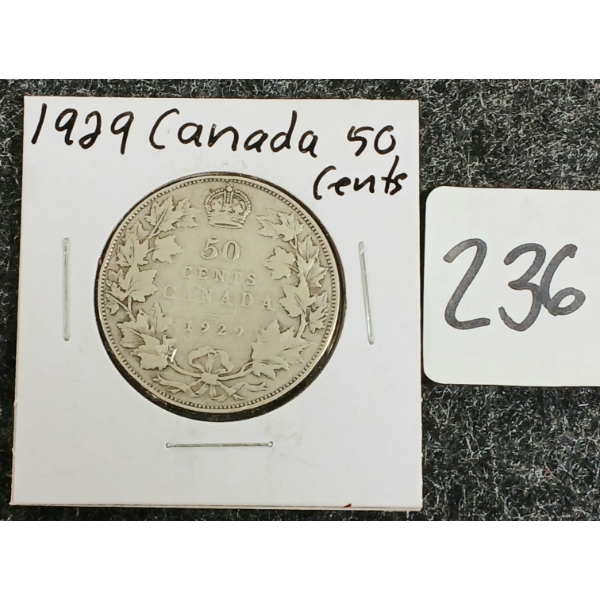 1929 Canada 50
Cents
50
CENTS
CANADA
1929
236